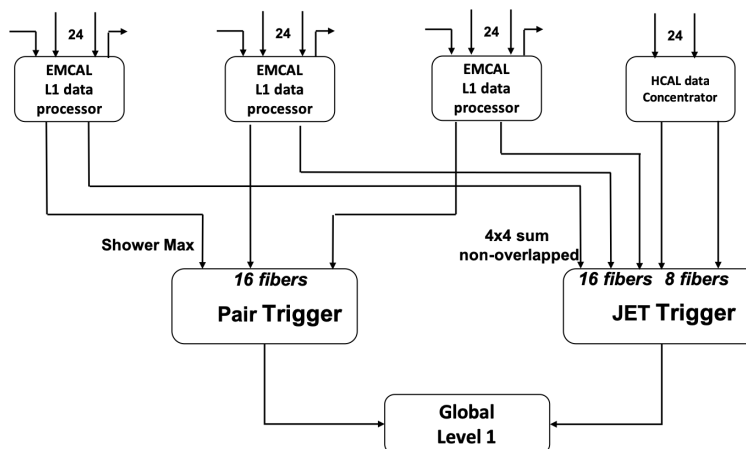 24
24
24
24
EMCAL
L1 data
processor
EMCAL
L1 data
processor
EMCAL
L1 data
processor
HCAL data
Concentrator
Shower Max
4x4 sum
non-overlapped
16 fibers
Pair Trigger
16 fibers 8 fibers
JET Trigger
Global
Level 1